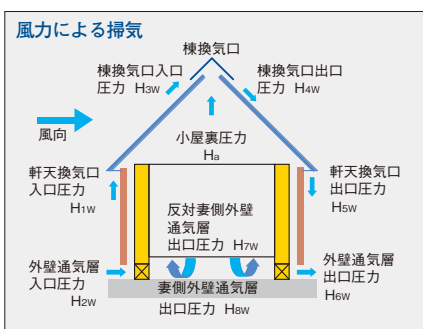 風力による掃気
棟換気口
棟換気口入口
圧力 H3W
棟換気口出口
圧力 H4W
風向
小屋裏圧力
Ha
軒天換気口
入口圧力
H1W
軒天換気口
出口圧力
H5W
反対妻側外壁
通気層
出口圧力 H7W
外壁通気層
入口圧力
H2W
外壁通気層
出口圧力
H6W
妻側外壁通気層
出口圧力 H8W